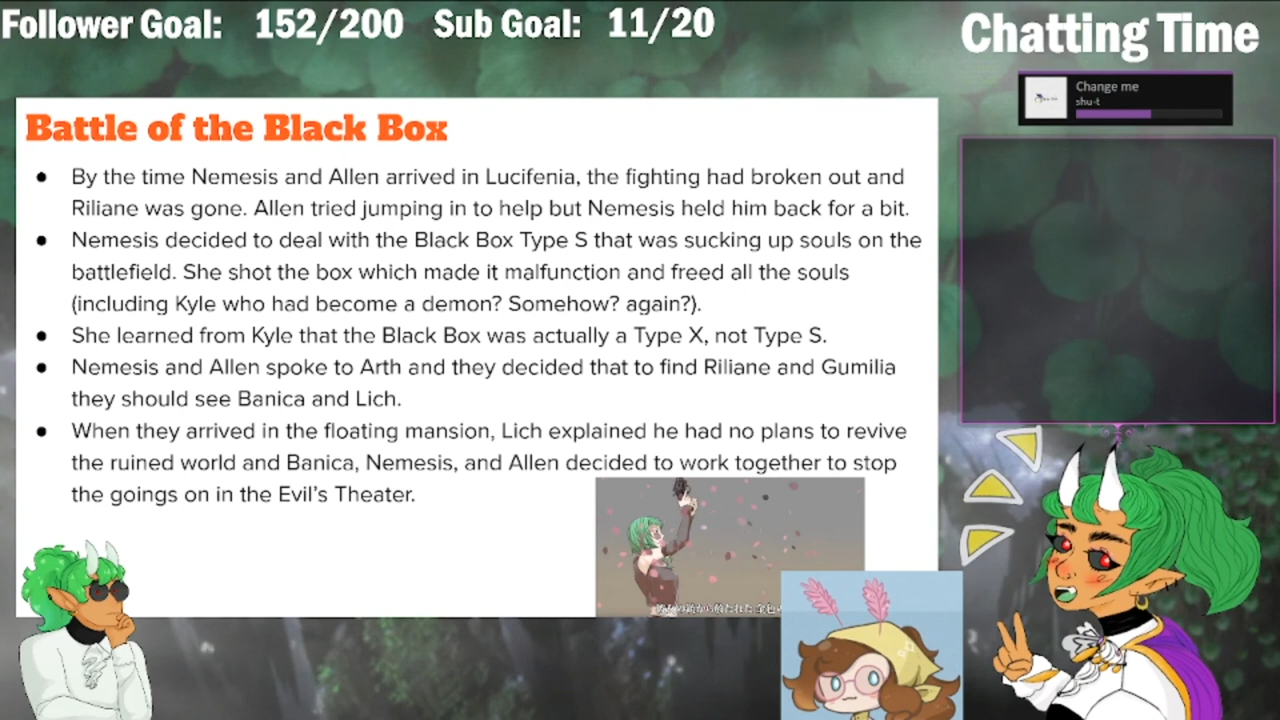 Follower Goal: 152/200 Sub Goal: 11/20
Chatting Time
Change me
shu-t
Battle of the Black Box
● By the time Nemesis and Allen arrived in Lucifenia, the fighting had broken out and
Riliane was gone. Allen tried jumping in to help but Nemesis held him back for a bit.
● Nemesis decided to deal with the Black Box Type S that was sucking up souls on the
battlefield. She shot the box which made it malfunction and freed all the souls
(including Kyle who had become a demon? Somehow? again?).
● She learned from Kyle that the Black Box was actually a Type X, not Type S.
● Nemesis and Allen spoke to Arth and they decided that to find Riliane and Gumilia
they should see Banica and Lich.
● When they arrived in the floating mansion, Lich explained he had no plans to revive
the ruined world and Banica, Nemesis, and Allen decided to work together to stop
the goings on in the Evil's Theater.